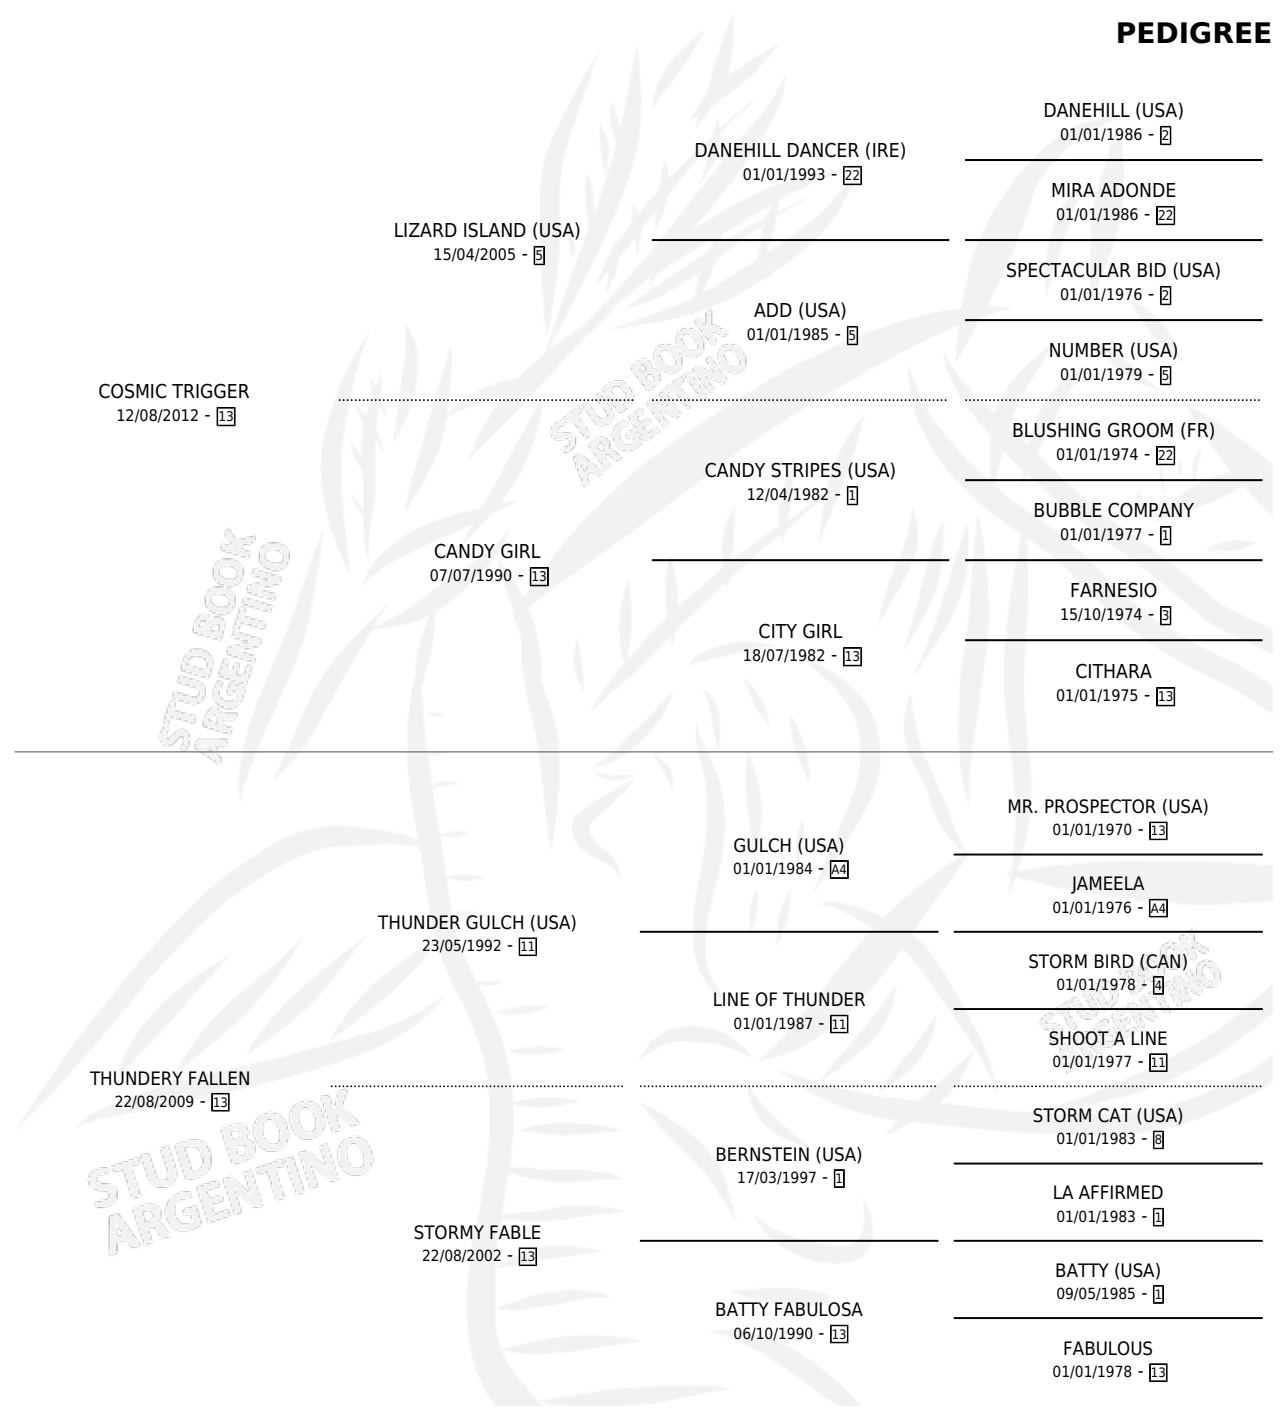 PEDIGREE
DANEHILL (USA)
01/01/1986 - 2
DANEHILL DANCER (IRE)
01/01/1993 - 22
MIRA ADONDE
01/01/1986 - 22
LIZARD ISLAND (USA)
15/04/2005 - 5
SPECTACULAR BID (USA)
01/01/1976 - 2
ADD (USA)
01/01/1985 - 5
NUMBER (USA)
01/01/1979 - 5
COSMIC TRIGGER
12/08/2012 - 13
BLUSHING GROOM (FR)
01/01/1974 - 22
CANDY STRIPES (USA)
12/04/1982 - 1
BUBBLE COMPANY
01/01/1977 - 1
CANDY GIRL
07/07/1990 - 13
FARNESIO
15/10/1974 - 3
CITY GIRL
18/07/1982 - 13
CITHARA
01/01/1975 - 13
MR. PROSPECTOR (USA)
01/01/1970 - 13
GULCH (USA)
01/01/1984 - A4
JAMEELA
01/01/1976 - A4
THUNDER GULCH (USA)
23/05/1992 - 11
STORM BIRD (CAN)
01/01/1978 - 4
LINE OF THUNDER
01/01/1987 - 11
SHOOT A LINE
01/01/1977 - 11
THUNDERY FALLEN
22/08/2009 - 13
STORM CAT (USA)
01/01/1983 - 8
BERNSTEIN (USA)
17/03/1997 - 1
LA AFFIRMED
01/01/1983 - 1
STORMY FABLE
22/08/2002 - 13
BATTY (USA)
09/05/1985 - 1
BATTY FABULOSA
06/10/1990 - 13
FABULOUS
01/01/1978 - 13
STUD BOOK
ARGENTINO
STUD BOOK
ARGENTINO
STUD BOOK
ARGENTINO
STUD BOOK
ARGENTINO